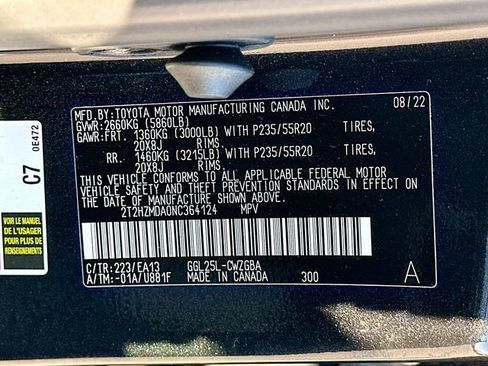 MFD. BY: TOYOTA MOTOR MANUFACTURING CANADA INC. 08/22
GVWR: 2660KG (5860LB)
GAWR: FRT. 1360KG (3000LB) WITH P235/55R20 TIRES,
20X8J RIMS.
RR. 1460KG (3215LB) WITH P235/55R20 TIRES,
20X8J RIMS.
THIS VEHICLE CONFORMS TO ALL APPLICABLE FEDERAL MOTOR
VEHICLE SAFETY AND THEFT PREVENTION STANDARDS IN
EFFECT ON THE DATE OF MANUFACTURE SHOWN ABOVE.
2T2HZMDA0NC364124 MPV
C/TR: 223/EA13 GGL25L-CWZGBA
A/TM: -01A/U881F MADE IN CANADA 300 A
C7 0E472
VOIR LE MANUEL
DE L'USAGER
POUR PLUS